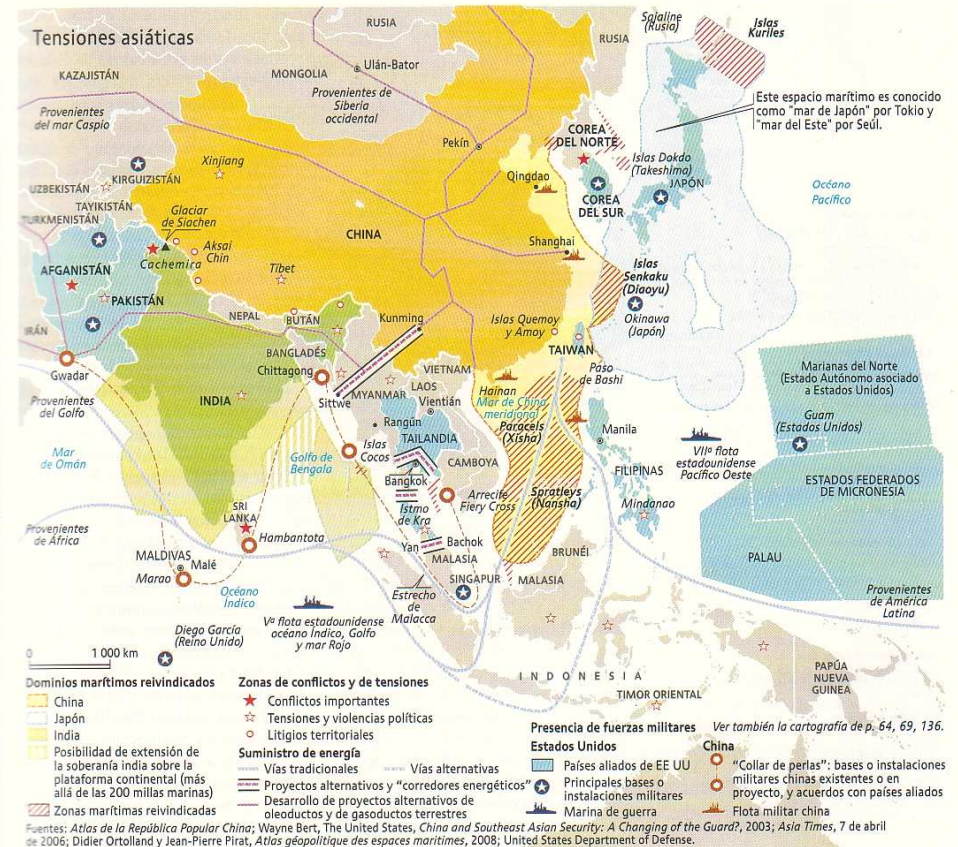 Tensiones asiáticas
RUSIA
RUSIA
Sajaline
(Rusia)
Islas
Kuriles
KAZAJISTÁN
MONGOLIA
Ulán-Bator
Provenientes de
Siberia
occidental
Provenientes
del mar Caspio
Este espacio marítimo es conocido
como "mar de Japón" por Tokio y
"mar del Este" por Seúl.
Pekín
COREA
DEL NORTE
Xinjiang
Islas Dokdo
(Takeshima)
JAPÓN
Qingdao
COREA
DEL SUR
Océano
Pacífico
UZBEKISTÁN
KIRGUIZISTÁN
TAYIKISTÁN
TURKMENISTÁN
Glaciar
de Siachen
CHINA
Shanghai
Aksai
Chin
Cachemira
AFGANISTÁN
Tíbet
Islas
Senkaku
(Diaoyu)
PAKISTÁN
Okinawa
(Japón)
IRÁN
NEPAL
BUTÁN
Kunming
Islas Quemoy
y Amoy
TAIWAN
Gwadar
BANGLADÉS
Chittagong
Paso
de Bashi
Marianas del Norte
(Estado Autónomo asociado
a Estados Unidos)
VIETNAM
LAOS
Hainan
Mar de China
meridional
Provenientes
del Golfo
INDIA
Sittwe
MYANMAR
Vientián
Paracels
(Xisha)
Guam
(Estados Unidos)
Rangún
TAILANDIA
Manila
Mar
de Omán
Golfo de
Bengala
Islas
Cocos
CAMBOYA
VIIª flota
estadounidense
Pacífico Oeste
FILIPINAS
Bangkok
ESTADOS FEDERADOS
DE MICRONESIA
Arrecife
Fiery Cross
Spratleys
(Nansha)
Istmo
de Kra
Mindanao
SRI
LANKA
Provenientes
de África
Hambantota
Yan
Bachok
MALASIA
BRUNÉI
PALAU
MALDIVAS
Malé
Marao
SINGAPUR
MALASIA
Océano
Índico
Estrecho
de
Malacca
Provenientes
de América
Latina
Vª flota estadounidense
océano Índico, Golfo
y mar Rojo
Diego García
(Reino Unido)
0 1 000 km
INDONESIA
PAPÚA
NUEVA
GUINEA
TIMOR ORIENTAL
Dominios marítimos reivindicados
China
Japón
India
Posibilidad de extensión de
la soberanía india sobre la
plataforma continental (más
allá de las 200 millas marinas)
Zonas marítimas reivindicadas
Zonas de conflictos y de tensiones
Conflictos importantes
Tensiones y violencias políticas
Litigios territoriales
Suministro de energía
Vías tradicionales
Vías alternativas
Proyectos alternativos y "corredores energéticos"
Desarrollo de proyectos alternativos de
oleoductos y de gasoductos terrestres
Presencia de fuerzas militares
Ver también la cartografía de p. 64, 69, 136.
Estados Unidos
Países aliados de EE UU
Principales bases o
instalaciones militares
Marina de guerra
China
"Collar de perlas": bases o instalaciones
militares chinas existentes o en
proyecto, y acuerdos con países aliados
Flota militar china
Fuentes: Atlas de la República Popular China; Wayne Bert, The United States, China and Southeast Asian Security: A Changing of the Guard?, 2003; Asia Times, 7 de abril
de 2006; Didier Ortolland y Jean-Pierre Pirat, Atlas géopolitique des espaces maritimes, 2008; United States Department of Defense.